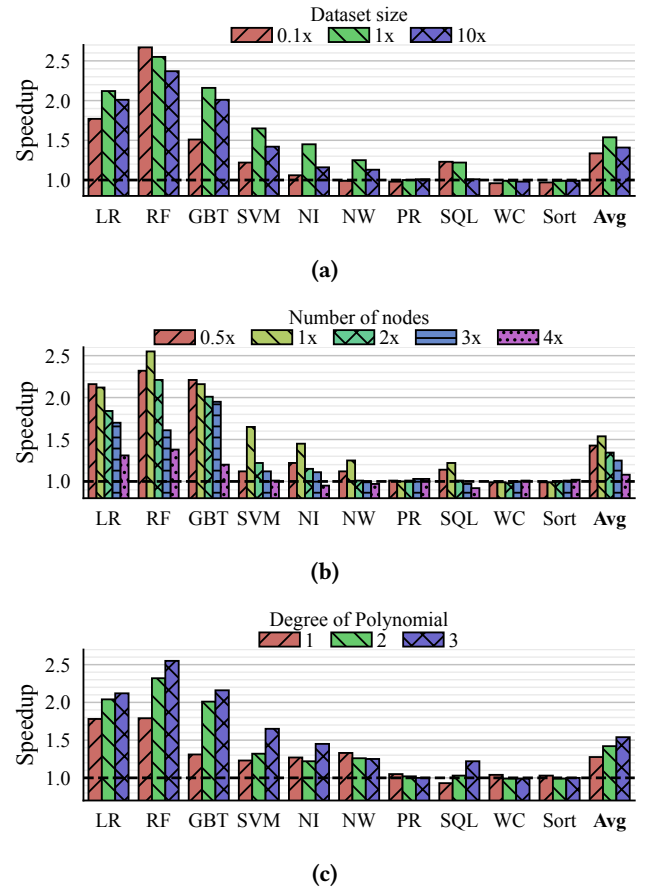 Dataset size
0.1x 1x 10x
Speedup
2.5
2.0
1.5
1.0
LR RF GBT SVM NI NW PR SQL WC Sort Avg
(a)
Number of nodes
0.5x 1x 2x 3x 4x
Speedup
2.5
2.0
1.5
1.0
LR RF GBT SVM NI NW PR SQL WC Sort Avg
(b)
Degree of Polynomial
1 2 3
Speedup
2.5
2.0
1.5
1.0
LR RF GBT SVM NI NW PR SQL WC Sort Avg
(c)